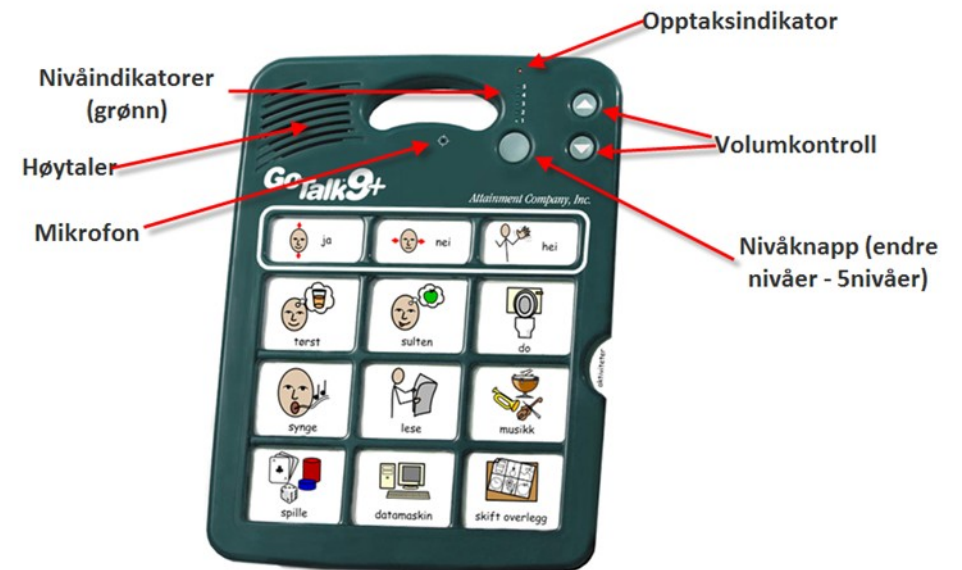 Opptaksindikator
Nivåindikatorer
(grønn)
Volumkontroll
Høytaler
Mikrofon
Nivåknapp (endre
nivåer - 5nivåer)
GoTalk9+
Attainment Company, Inc.
ja
nei
hei
tørst
sulten
do
aktiviteter
synge
lese
musikk
spille
datamaskin
skift overlegg